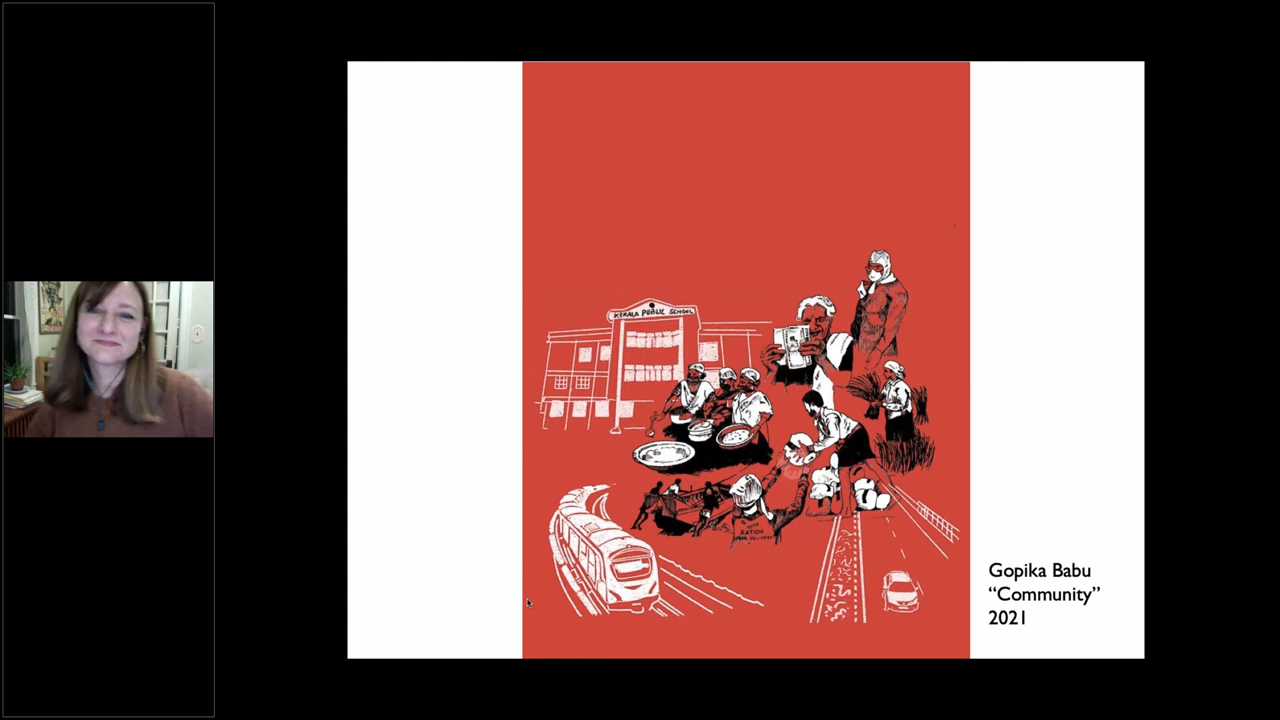 KERALA PUBLIC SCHOOL
RATION
Gopika Babu
“Community”
2021